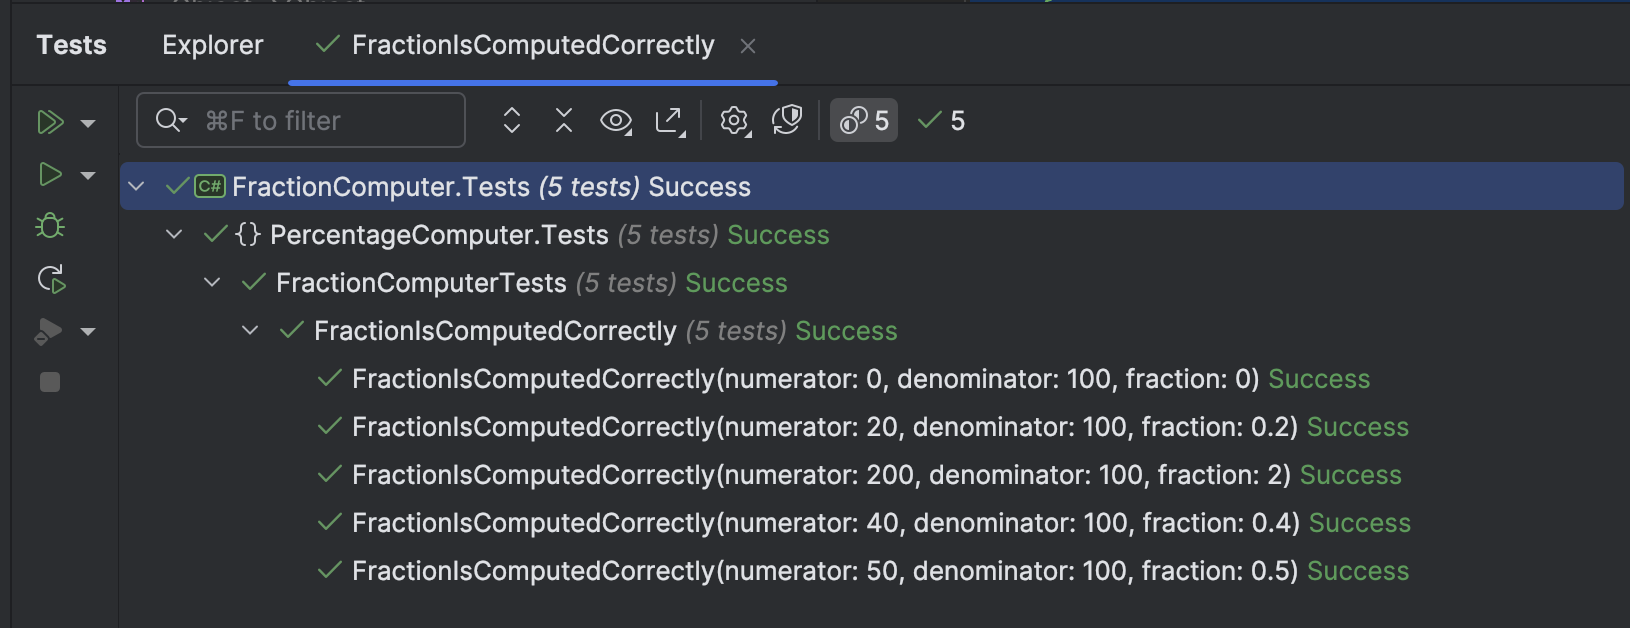 Tests Explorer FractionIsComputedCorrectly
⌘F to filter 5 5
C# FractionComputer.Tests (5 tests) Success
{} PercentageComputer.Tests (5 tests) Success
FractionComputerTests (5 tests) Success
FractionIsComputedCorrectly (5 tests) Success
FractionIsComputedCorrectly(numerator: 0, denominator: 100, fraction: 0) Success
FractionIsComputedCorrectly(numerator: 20, denominator: 100, fraction: 0.2) Success
FractionIsComputedCorrectly(numerator: 200, denominator: 100, fraction: 2) Success
FractionIsComputedCorrectly(numerator: 40, denominator: 100, fraction: 0.4) Success
FractionIsComputedCorrectly(numerator: 50, denominator: 100, fraction: 0.5) Success